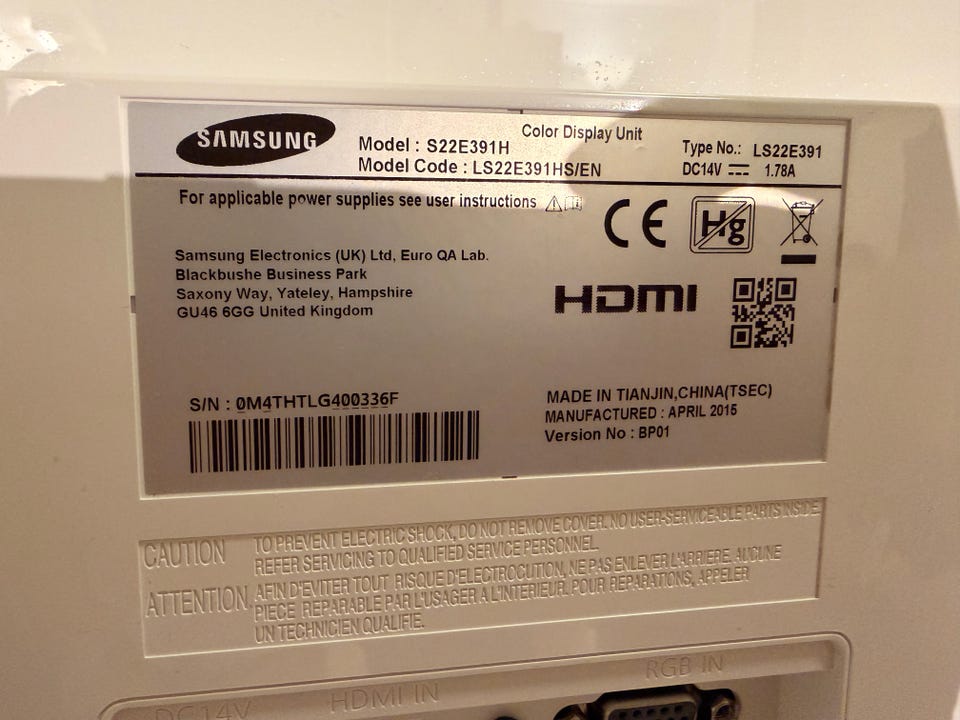 SAMSUNG
Color Display Unit
Model : S22E391H
Model Code : LS22E391HS/EN
Type No.: LS22E391
DC14V 1.78A
For applicable power supplies see user instructions
CE
Hg
Samsung Electronics (UK) Ltd, Euro QA Lab.
Blackbushe Business Park
Saxony Way, Yateley, Hampshire
GU46 6GG United Kingdom
HDMI
S/N : 0M4THTLG400336F
MADE IN TIANJIN,CHINA(TSEC)
MANUFACTURED : APRIL 2015
Version No : BP01
CAUTION
TO PREVENT ELECTRIC SHOCK, DO NOT REMOVE COVER. NO USER-SERVICEABLE PARTS INSIDE.
REFER SERVICING TO QUALIFIED SERVICE PERSONNEL.
ATTENTION
AFIN D'EVITER TOUT RISQUE D'ELECTROCUTION, NE PAS ENLEVER L'ARRIERE. AUCUNE
PIECE REPARABLE PAR L'USAGER A L'INTERIEUR. POUR REPARATIONS, APPELER
UN TECHNICIEN QUALIFIE.
DC14V
HDMI IN
RGB IN